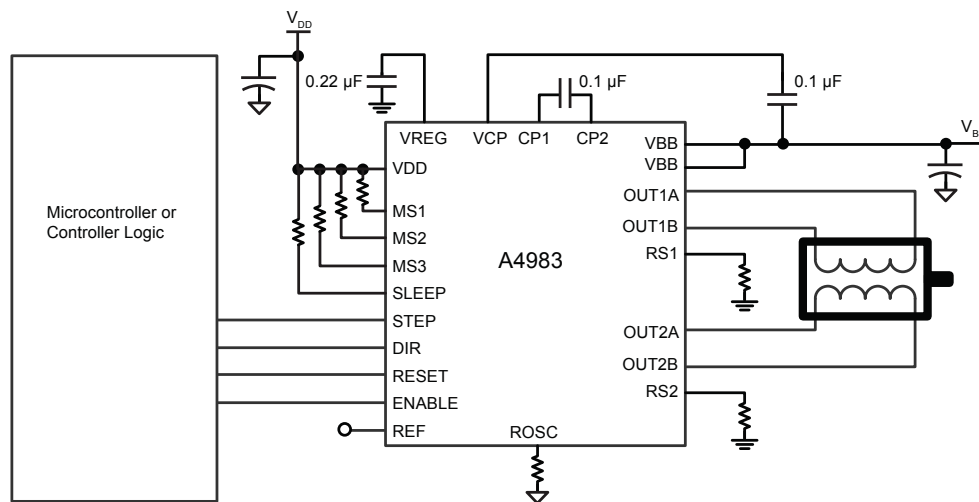 VDD
0.22 µF
0.1 µF
0.1 µF
VREG
VCP
CP1
CP2
VB
VBB
VBB
VDD
OUT1A
Microcontroller or
Controller Logic
MS1
OUT1B
MS2
RS1
A4983
MS3
SLEEP
STEP
OUT2A
DIR
OUT2B
RESET
RS2
ENABLE
REF
ROSC